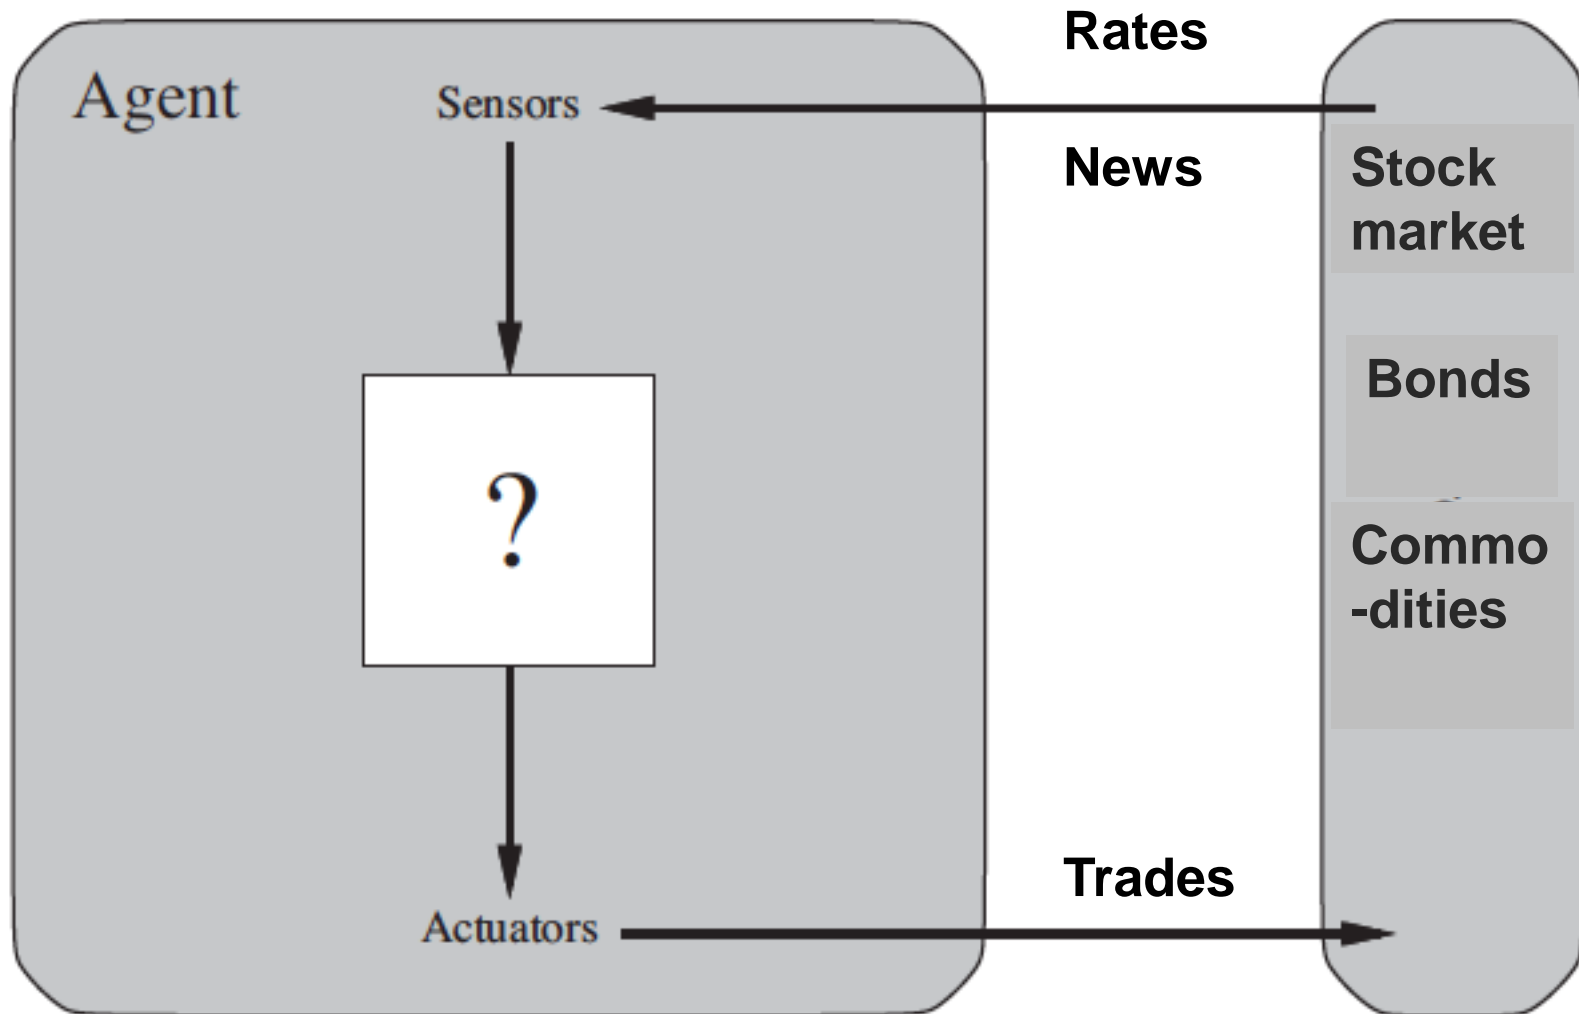 Agent
Sensors
?
Actuators
Rates
News
Trades
Stock
market
Bonds
Commo
-dities